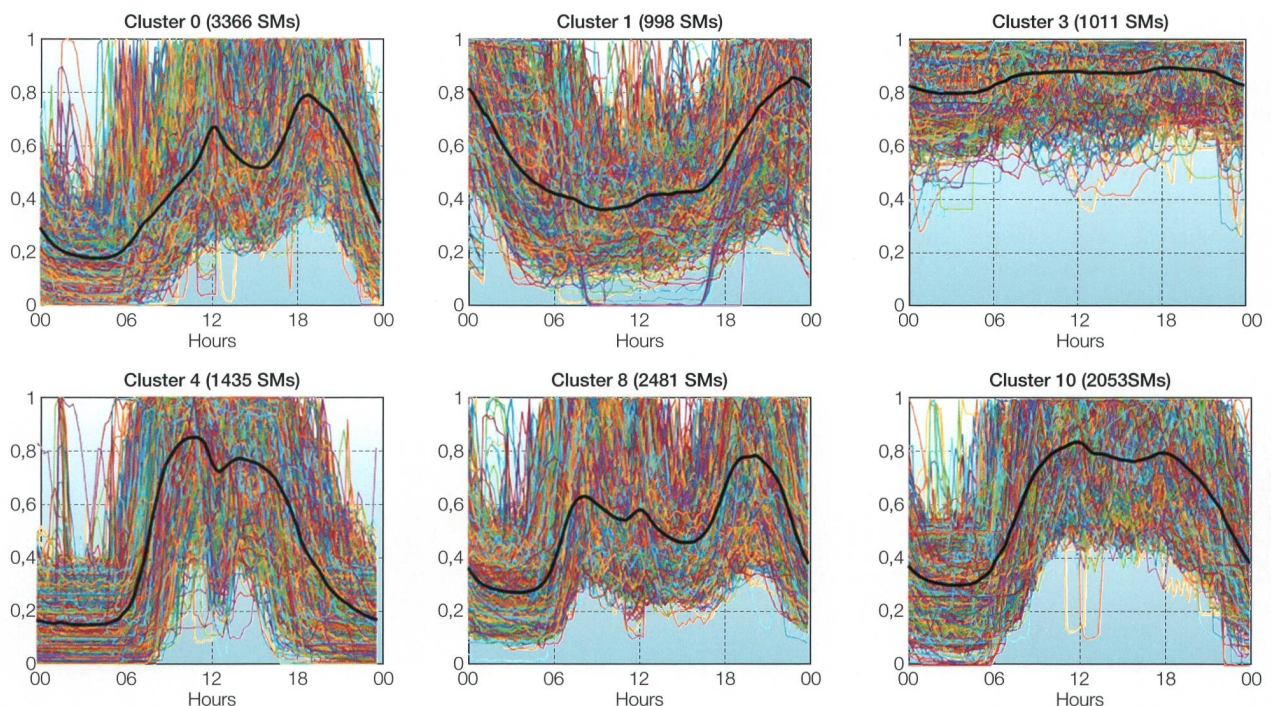 Cluster 0 (3366 SMs)
1
0,8
0,6
0,4
0,2
0
00 06 12 18 00
Hours
Cluster 1 (998 SMs)
1
0,8
0,6
0,4
0,2
0
00 06 12 18 00
Hours
Cluster 3 (1011 SMs)
1
0,8
0,6
0,4
0,2
0
00 06 12 18 00
Hours
Cluster 4 (1435 SMs)
1
0,8
0,6
0,4
0,2
0
00 06 12 18 00
Hours
Cluster 8 (2481 SMs)
1
0,8
0,6
0,4
0,2
0
00 06 12 18 00
Hours
Cluster 10 (2053SMs)
1
0,8
0,6
0,4
0,2
0
00 06 12 18 00
Hours